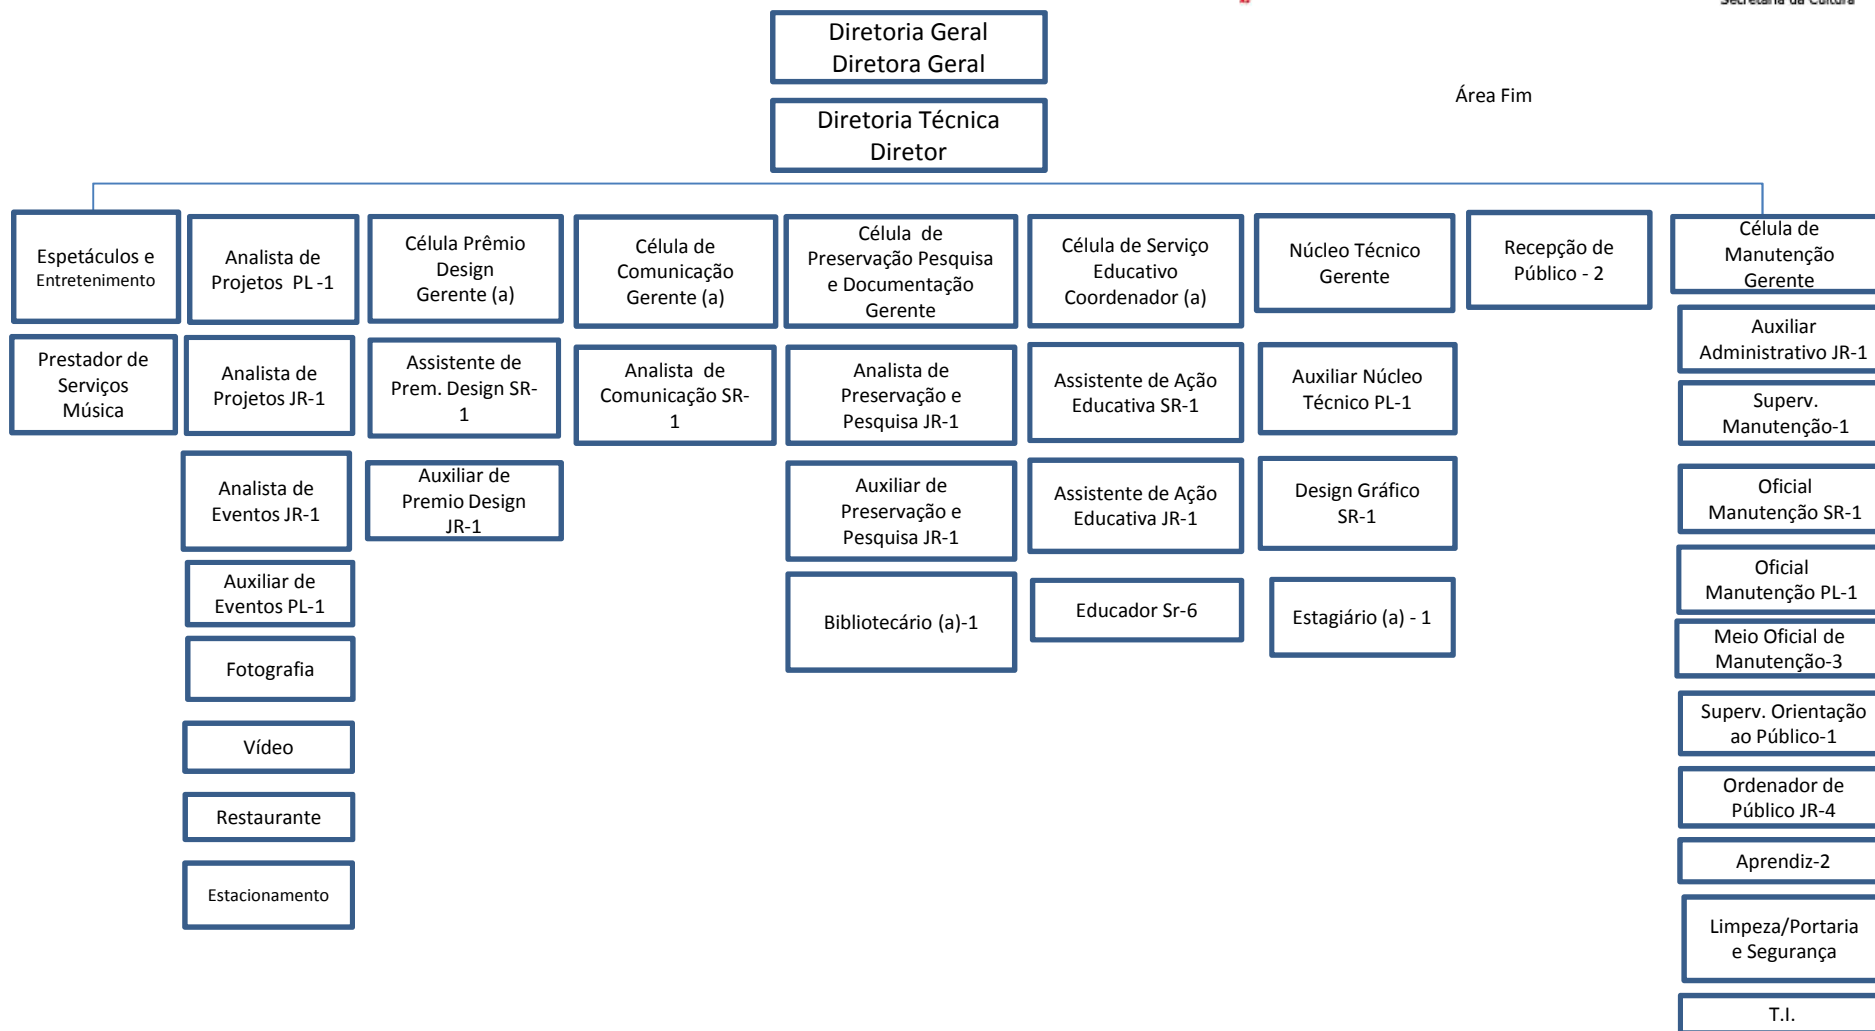 Secretaria da Cultura
Diretoria Geral
Diretora Geral
Área Fim
Diretoria Técnica
Diretor
Espetáculos e
Entretenimento
Prestador de
Serviços
Música
Analista de
Projetos PL -1
Analista de
Projetos JR-1
Analista de
Eventos JR-1
Auxiliar de
Eventos PL-1
Fotografia
Vídeo
Restaurante
Estacionamento
Célula Prêmio
Design
Gerente (a)
Assistente de
Prem. Design SR-
1
Auxiliar de
Premio Design
JR-1
Célula de
Comunicação
Gerente (a)
Analista de
Comunicação SR-
1
Célula de
Preservação Pesquisa
e Documentação
Gerente
Analista de
Preservação e
Pesquisa JR-1
Auxiliar de
Preservação e
Pesquisa JR-1
Bibliotecário (a)-1
Célula de Serviço
Educativo
Coordenador (a)
Assistente de Ação
Educativa SR-1
Assistente de Ação
Educativa JR-1
Educador Sr-6
Núcleo Técnico
Gerente
Auxiliar Núcleo
Técnico PL-1
Design Gráfico
SR-1
Estagiário (a) - 1
Recepção de
Público - 2
Célula de
Manutenção
Gerente
Auxiliar
Administrativo JR-1
Superv.
Manutenção-1
Oficial
Manutenção SR-1
Oficial
Manutenção PL-1
Meio Oficial de
Manutenção-3
Superv. Orientação
ao Público-1
Ordenador de
Público JR-4
Aprendiz-2
Limpeza/Portaria
e Segurança
T.I.